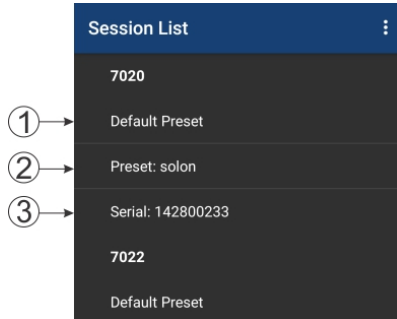 Session List
7020
1 Default Preset
2 Preset: solon
3 Serial: 142800233
7022
Default Preset